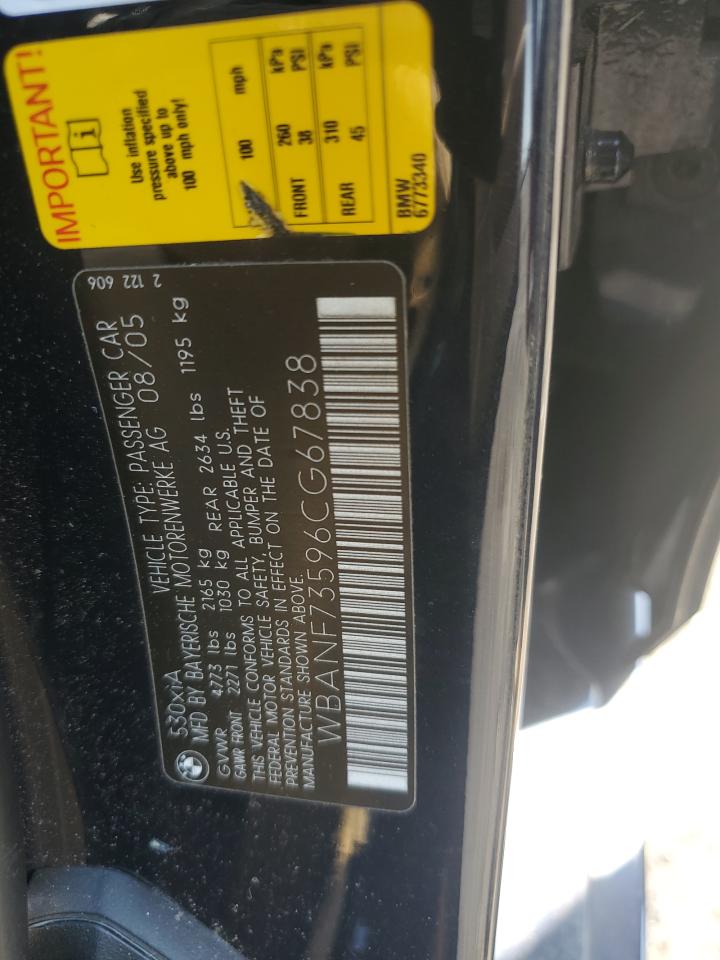 530xiA
VEHICLE TYPE: PASSENGER CAR
MFD BY BAYERISCHE MOTORENWERKE AG 08/05
GVWR 4773 lbs 2165 kg
GAWR FRONT 2271 lbs 1030 kg REAR 2634 lbs 1195 kg
THIS VEHICLE CONFORMS TO ALL APPLICABLE U.S.
FEDERAL MOTOR VEHICLE SAFETY, BUMPER AND THEFT
PREVENTION STANDARDS IN EFFECT ON THE DATE OF
MANUFACTURE SHOWN ABOVE.
WBANF73596CG67838
2 122 606
IMPORTANT!
Use inflation
pressure specified
above up to
100 mph only!
mph
100
kPa PSI kPa PSI
260 38 310 45
FRONT REAR
BMW
6773340